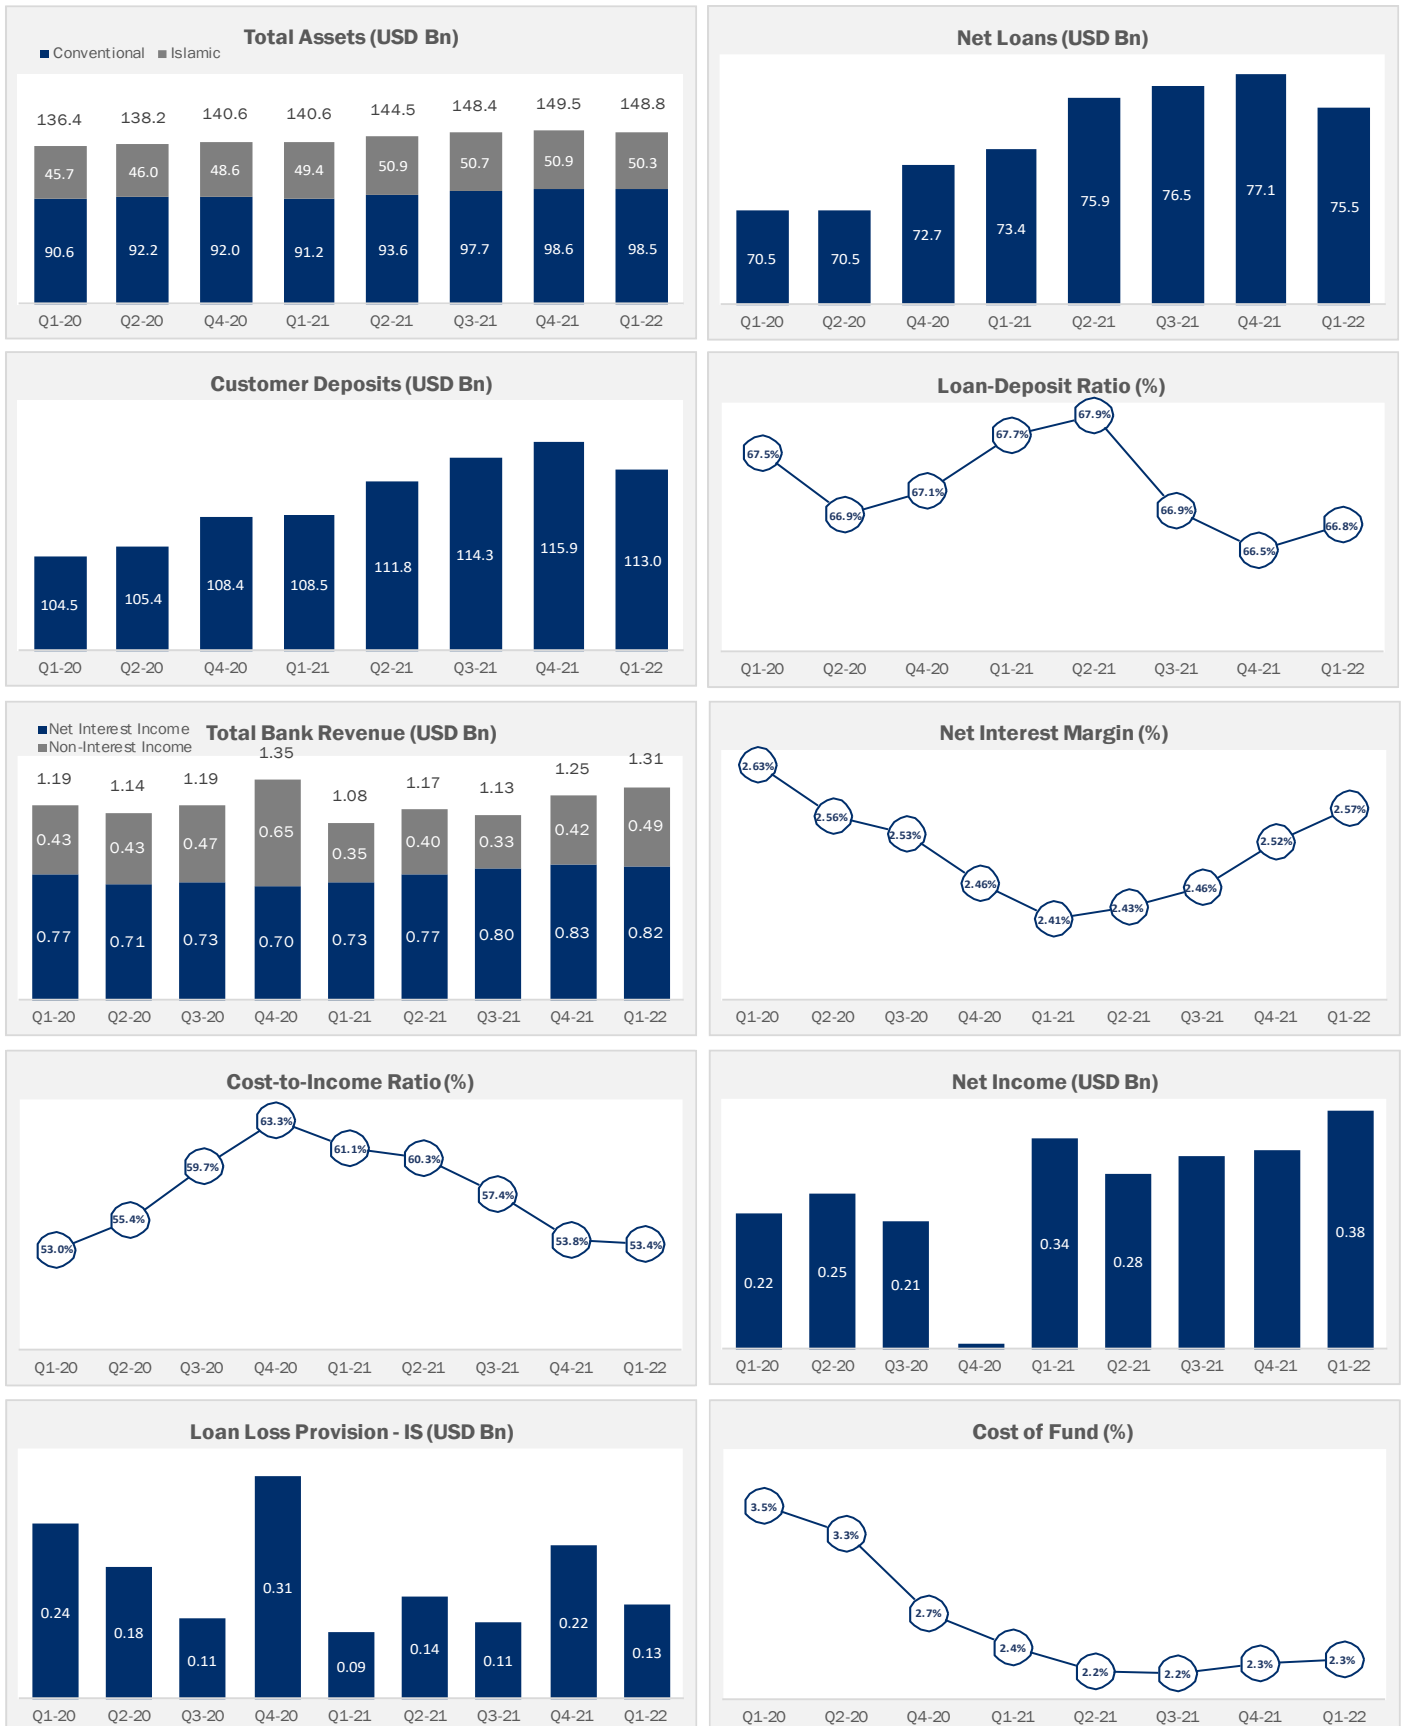 Total Assets (USD Bn)
Conventional Islamic
136.4 138.2 140.6 140.6 144.5 148.4 149.5 148.8
45.7 46.0 48.6 49.4 50.9 50.7 50.9 50.3
90.6 92.2 92.0 91.2 93.6 97.7 98.6 98.5
Q1-20 Q2-20 Q4-20 Q1-21 Q2-21 Q3-21 Q4-21 Q1-22
Net Loans (USD Bn)
70.5 70.5 72.7 73.4 75.9 76.5 77.1 75.5
Q1-20 Q2-20 Q4-20 Q1-21 Q2-21 Q3-21 Q4-21 Q1-22
Customer Deposits (USD Bn)
104.5 105.4 108.4 108.5 111.8 114.3 115.9 113.0
Q1-20 Q2-20 Q4-20 Q1-21 Q2-21 Q3-21 Q4-21 Q1-22
Loan-Deposit Ratio (%)
67.5% 66.9% 67.1% 67.7% 67.9% 66.9% 66.5% 66.8%
Q1-20 Q2-20 Q4-20 Q1-21 Q2-21 Q3-21 Q4-21 Q1-22
Total Bank Revenue (USD Bn)
Net Interest Income
Non-Interest Income
1.19 1.14 1.19 1.35 1.08 1.17 1.13 1.25 1.31
0.43 0.43 0.47 0.65 0.35 0.40 0.33 0.42 0.49
0.77 0.71 0.73 0.70 0.73 0.77 0.80 0.83 0.82
Q1-20 Q2-20 Q3-20 Q4-20 Q1-21 Q2-21 Q3-21 Q4-21 Q1-22
Net Interest Margin (%)
2.63% 2.56% 2.53% 2.46% 2.41% 2.43% 2.46% 2.52% 2.57%
Q1-20 Q2-20 Q3-20 Q4-20 Q1-21 Q2-21 Q3-21 Q4-21 Q1-22
Cost-to-Income Ratio (%)
53.0% 55.4% 59.7% 63.3% 61.1% 60.3% 57.4% 53.8% 53.4%
Q1-20 Q2-20 Q3-20 Q4-20 Q1-21 Q2-21 Q3-21 Q4-21 Q1-22
Net Income (USD Bn)
0.22 0.25 0.21 0.34 0.28 0.38
Q1-20 Q2-20 Q3-20 Q4-20 Q1-21 Q2-21 Q3-21 Q4-21 Q1-22
Loan Loss Provision - IS (USD Bn)
0.24 0.18 0.11 0.31 0.09 0.14 0.11 0.22 0.13
Q1-20 Q2-20 Q3-20 Q4-20 Q1-21 Q2-21 Q3-21 Q4-21 Q1-22
Cost of Fund (%)
3.5% 3.3% 2.7% 2.4% 2.2% 2.2% 2.3% 2.3%
Q1-20 Q2-20 Q4-20 Q1-21 Q2-21 Q3-21 Q4-21 Q1-22